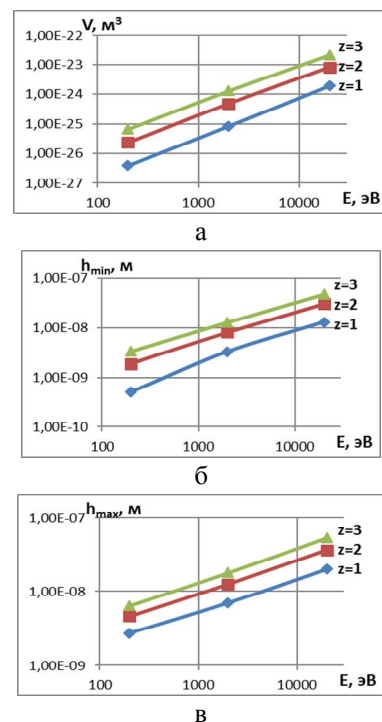 V, м³
1,00E-22
1,00E-23
1,00E-24
1,00E-25
1,00E-26
1,00E-27
z=3
z=2
z=1
100 1000 10000 E, эВ
а
h_min, м
1,00E-07
1,00E-08
1,00E-09
1,00E-10
z=3
z=2
z=1
100 1000 10000 E, эВ
б
h_max, м
1,00E-07
1,00E-08
1,00E-09
z=3
z=2
z=1
100 1000 10000 E, эВ
в